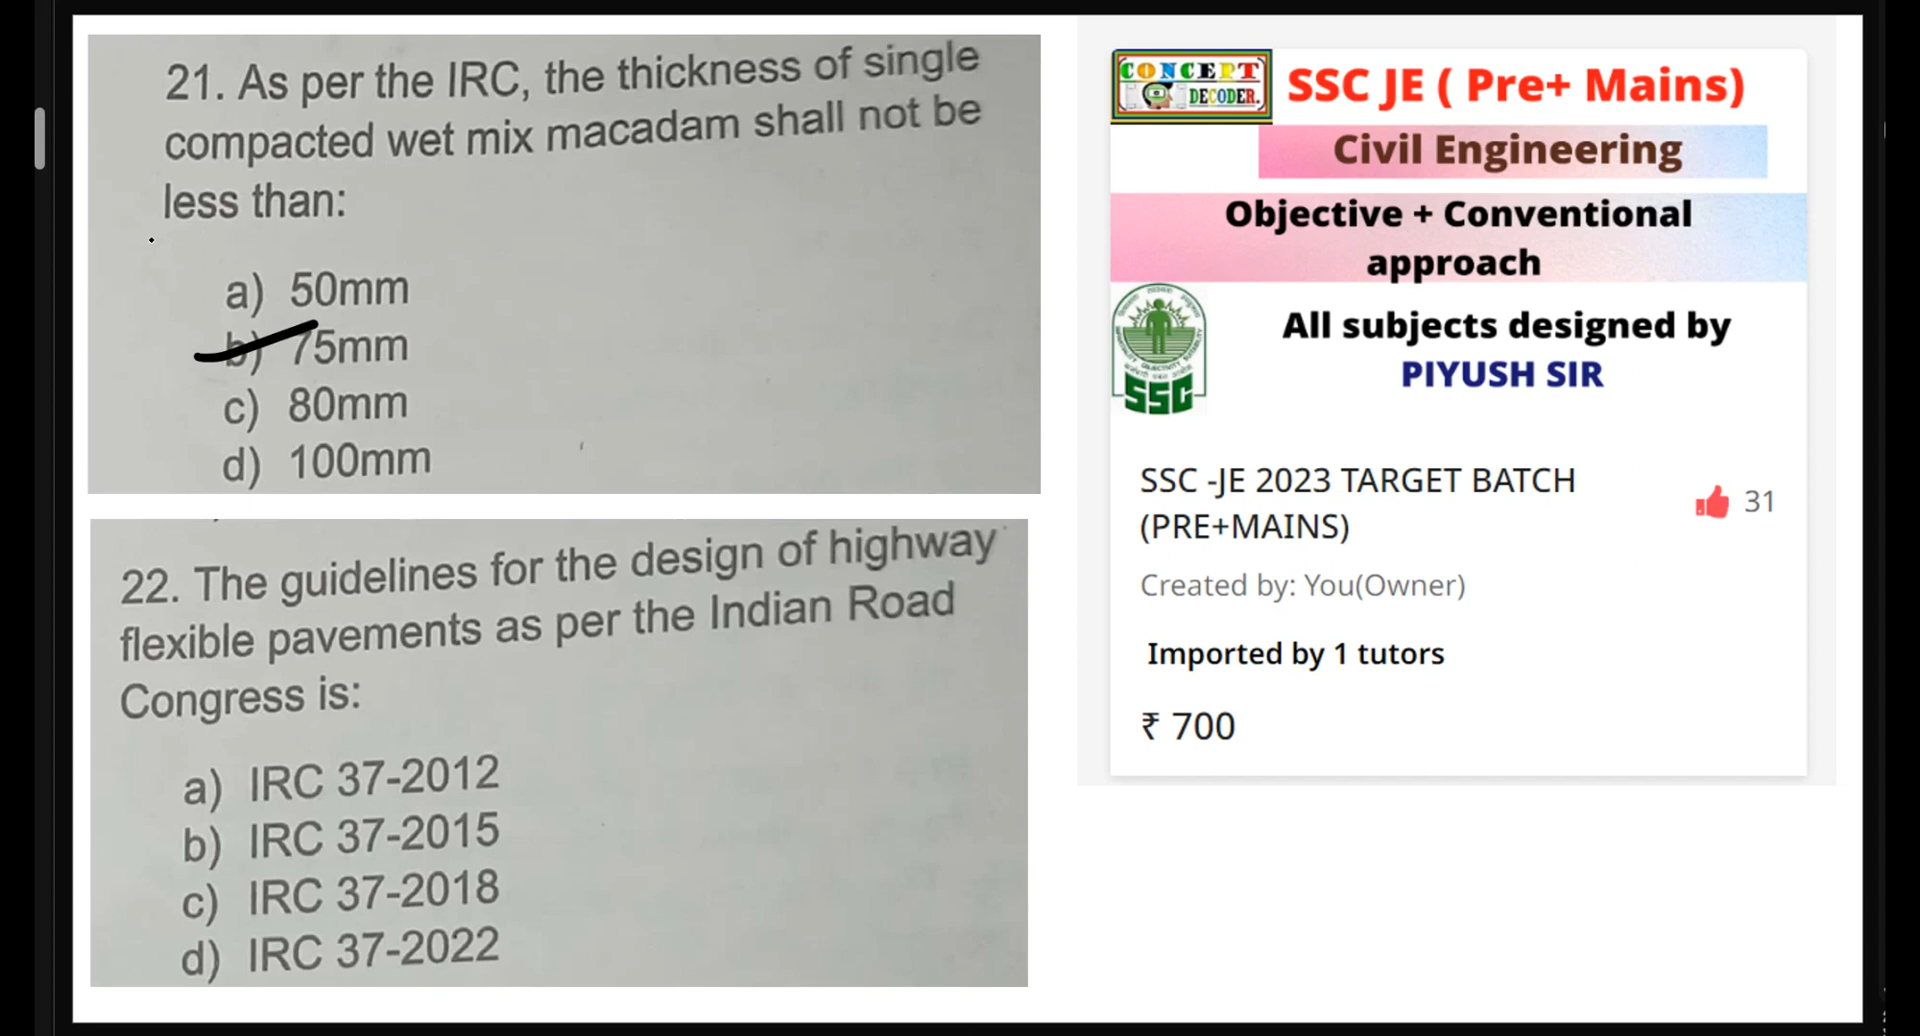 21. As per the IRC, the thickness of single
compacted wet mix macadam shall not be
less than:
a) 50mm
b) 75mm
c) 80mm
d) 100mm
22. The guidelines for the design of highway
flexible pavements as per the Indian Road
Congress is:
a) IRC 37-2012
b) IRC 37-2015
c) IRC 37-2018
d) IRC 37-2022
CONCEPT
DECODER.
SSC JE ( Pre+ Mains)
Civil Engineering
Objective + Conventional
approach
All subjects designed by
PIYUSH SIR
SSC
SSC -JE 2023 TARGET BATCH
(PRE+MAINS)
31
Created by: You(Owner)
Imported by 1 tutors
₹ 700